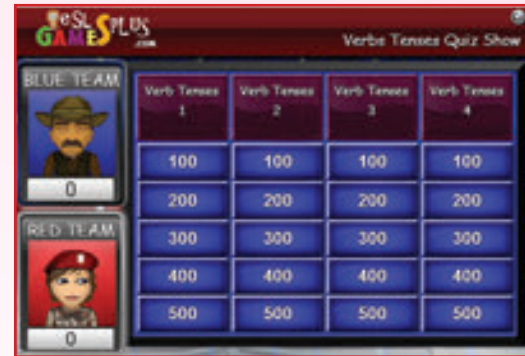 eSL
GAMES PLUS
.com
Verbs Tenses Quiz Show
BLUE TEAM
0
RED TEAM
0
Verb Tenses 1
Verb Tenses 2
Verb Tenses 3
Verb Tenses 4
100 100 100 100
200 200 200 200
300 300 300 300
400 400 400 400
500 500 500 500